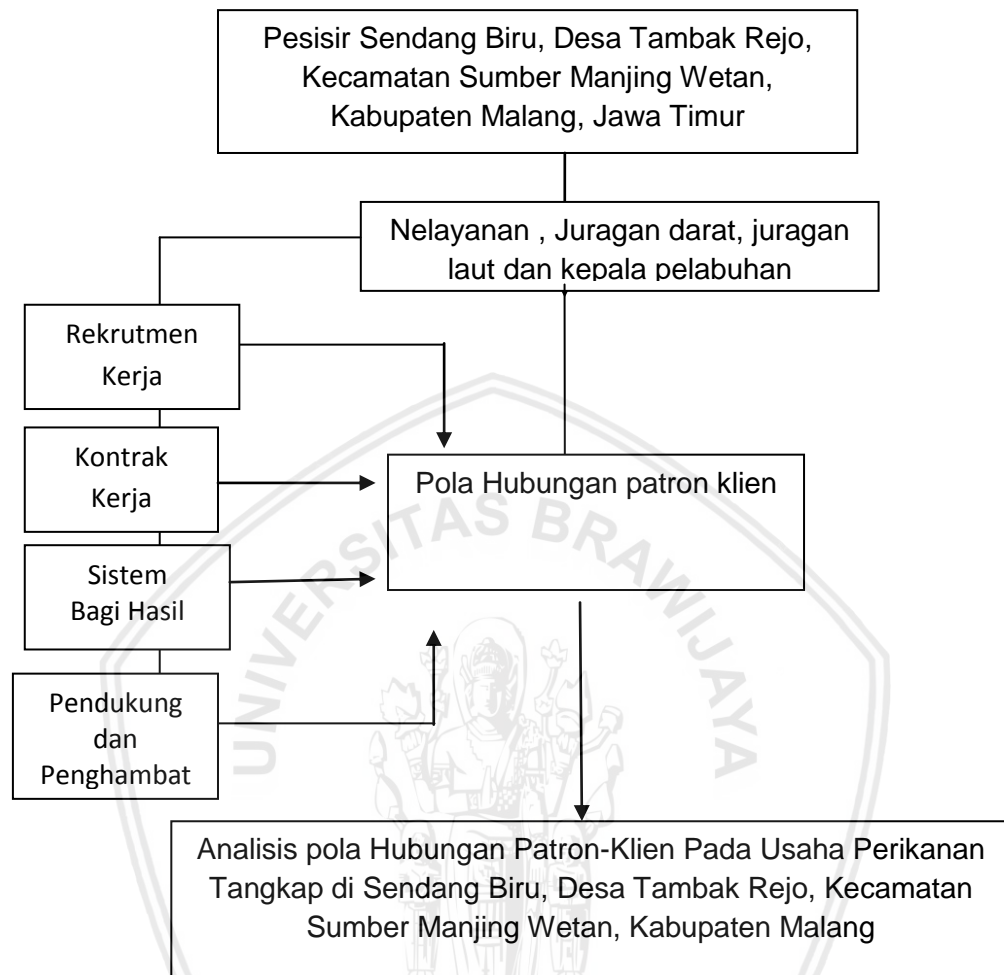 Pesisir Sendang Biru, Desa Tambak Rejo,
Kecamatan Sumber Manjing Wetan,
Kabupaten Malang, Jawa Timur
Nelayanan , Juragan darat, juragan
laut dan kepala pelabuhan
Rekrutmen
Kerja
Kontrak
Kerja
Sistem
Bagi Hasil
Pendukung
dan
Penghambat
Pola Hubungan patron klien
UNIVERSITAS BRAWIJAYA
Analisis pola Hubungan Patron-Klien Pada Usaha Perikanan
Tangkap di Sendang Biru, Desa Tambak Rejo, Kecamatan
Sumber Manjing Wetan, Kabupaten Malang